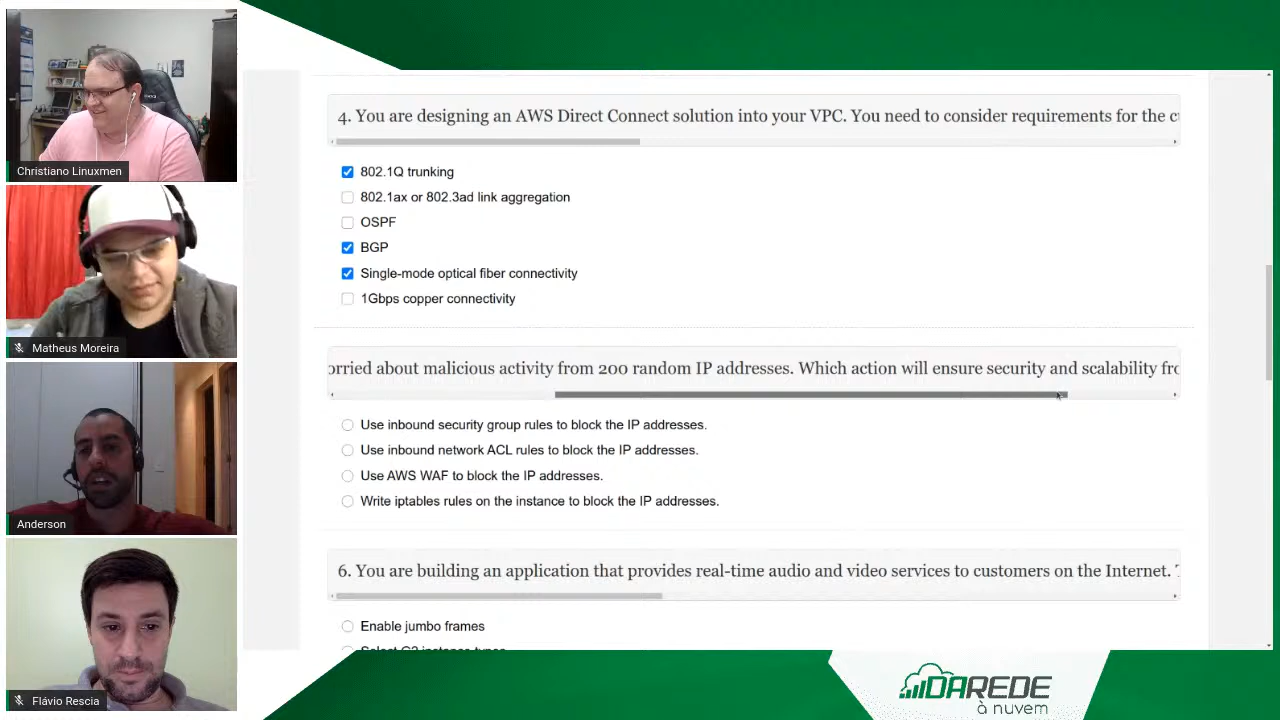 Christiano Linuxmen
Matheus Moreira
Anderson
Flávio Rescia
4. You are designing an AWS Direct Connect solution into your VPC. You need to consider requirements for the c
802.1Q trunking
802.1ax or 802.3ad link aggregation
OSPF
BGP
Single-mode optical fiber connectivity
1Gbps copper connectivity
orried about malicious activity from 200 random IP addresses. Which action will ensure security and scalability fro
Use inbound security group rules to block the IP addresses.
Use inbound network ACL rules to block the IP addresses.
Use AWS WAF to block the IP addresses.
Write iptables rules on the instance to block the IP addresses.
6. You are building an application that provides real-time audio and video services to customers on the Internet.
Enable jumbo frames
DAREDE
à nuvem